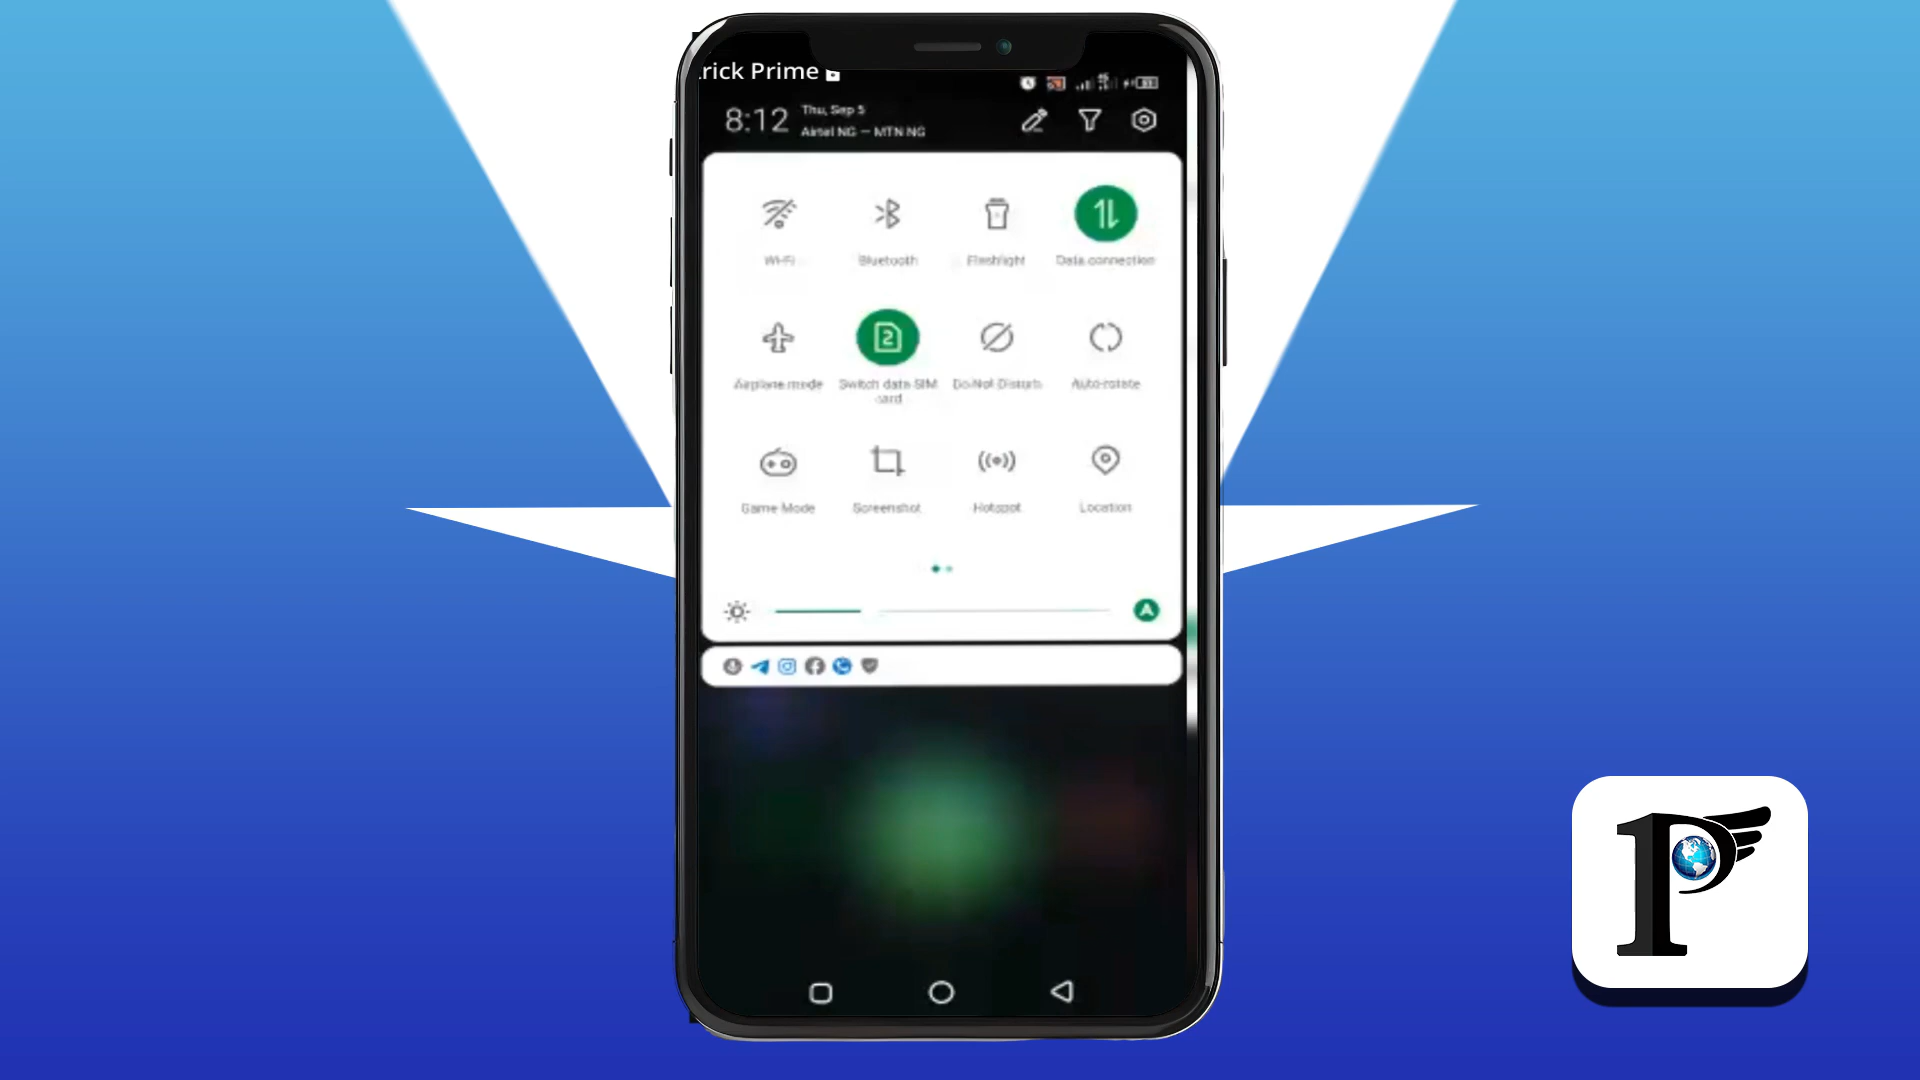 rick Prime
8:12
Thu, Sep 5
Airtel NG — MTN NG
Wi-Fi
Bluetooth
Flashlight
Data connection
Airplane mode
Switch data SIM
card
Do Not Disturb
Auto-rotate
Game Mode
Screenshot
Hotspot
Location
A
P